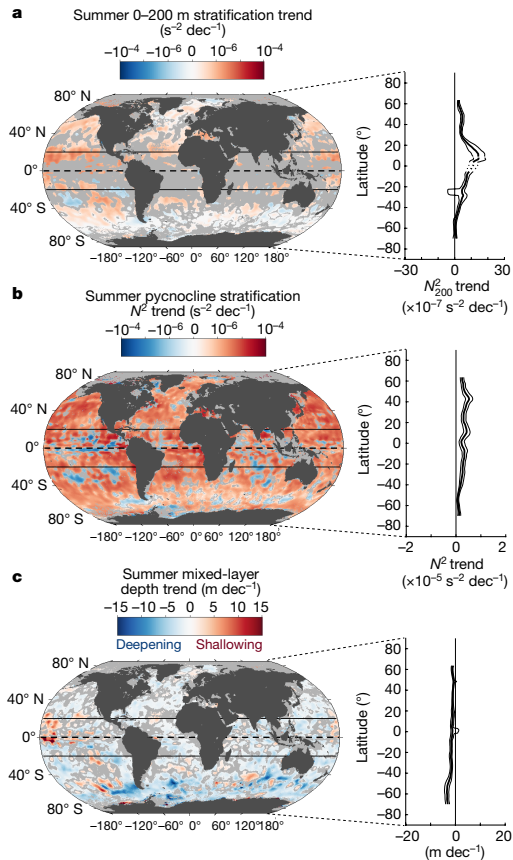 a
Summer 0–200 m stratification trend
(s⁻² dec⁻¹)
−10⁻⁴ −10⁻⁶ 0 10⁻⁶ 10⁻⁴
80° N
40° N
0°
40° S
80° S
−180°−120°−60° 0° 60° 120°180°
Latitude (°)
80
60
40
20
0
−20
−40
−60
−80
−30 0 30
N²₂₀₀ trend
(×10⁻⁷ s⁻² dec⁻¹)
b
Summer pycnocline stratification
N² trend (s⁻² dec⁻¹)
−10⁻⁴ −10⁻⁶ 0 10⁻⁶ 10⁻⁴
80° N
40° N
0°
40° S
80° S
−180°−120°−60° 0° 60° 120°180°
Latitude (°)
80
60
40
20
0
−20
−40
−60
−80
−2 0 2
N² trend
(×10⁻⁵ s⁻² dec⁻¹)
c
Summer mixed-layer
depth trend (m dec⁻¹)
−15 −10 −5 0 5 10 15
Deepening Shallowing
80° N
40° N
0°
40° S
80° S
−180°−120°−60° 0° 60° 120°180°
Latitude (°)
80
60
40
20
0
−20
−40
−60
−80
−20 0 20
(m dec⁻¹)